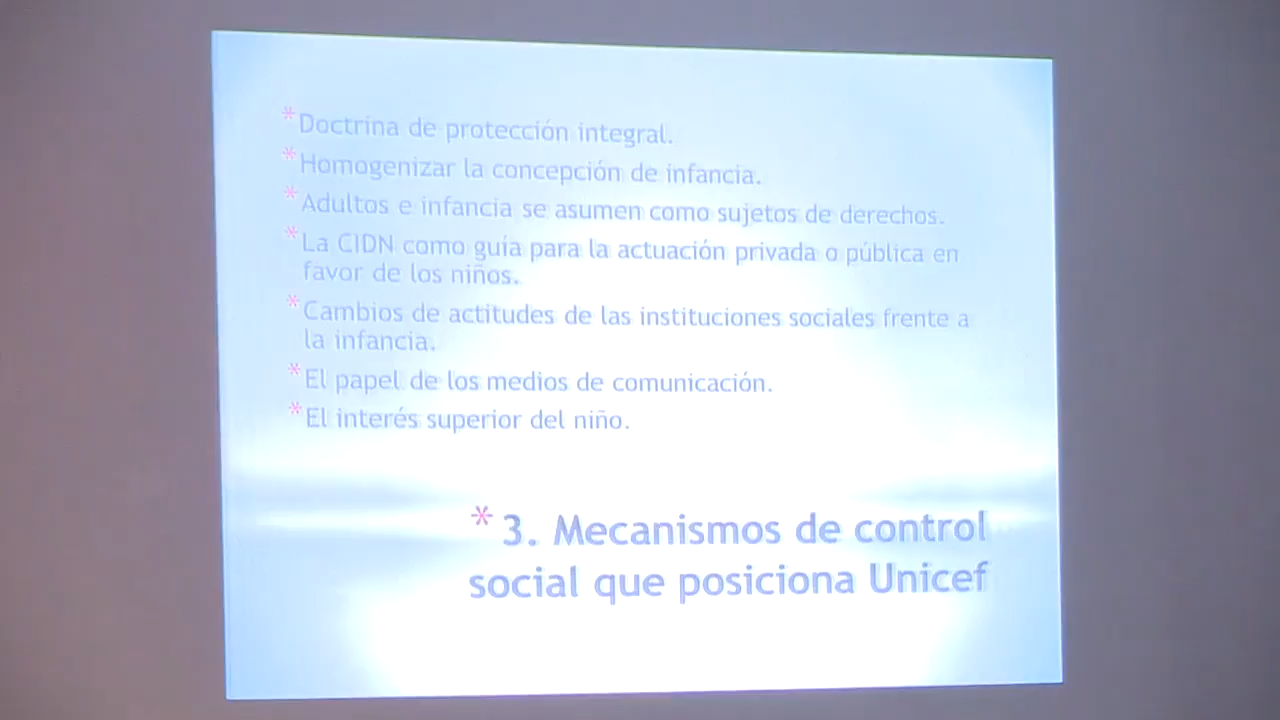 * Doctrina de protección integral.
* Homogenizar la concepción de infancia.
* Adultos e infancia se asumen como sujetos de derechos.
* La CIDN como guía para la actuación privada o pública en
favor de los niños.
* Cambios de actitudes de las instituciones sociales frente a
la infancia.
* El papel de los medios de comunicación.
* El interés superior del niño.
* 3. Mecanismos de control
social que posiciona Unicef